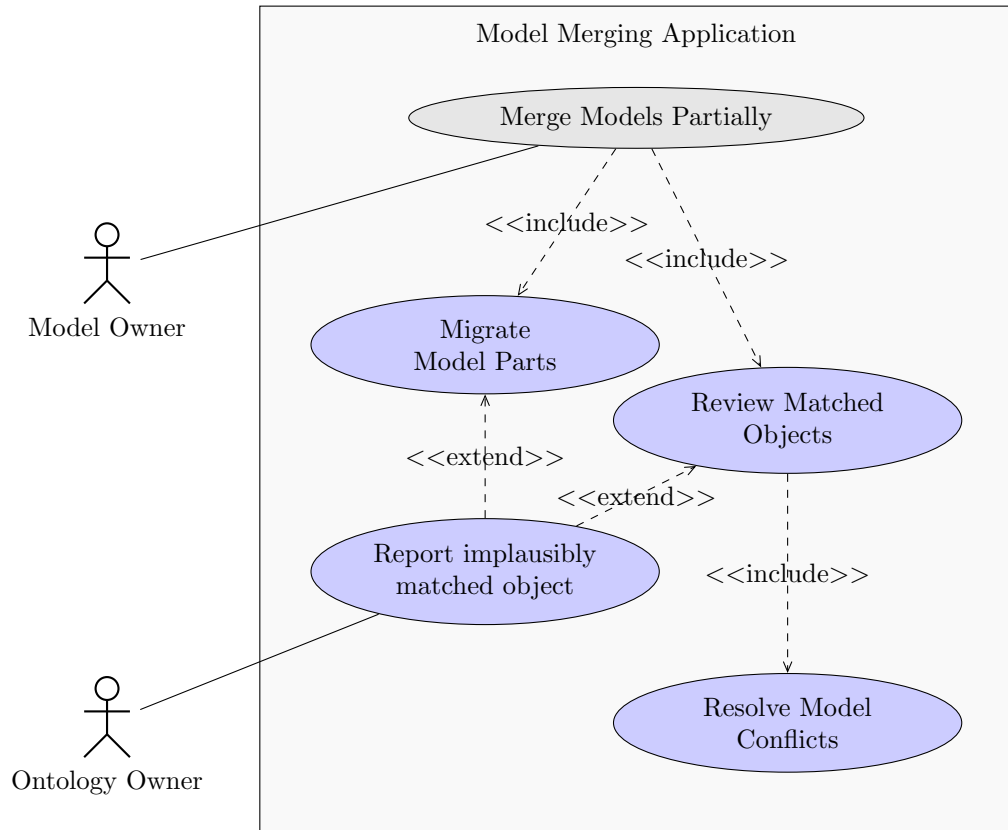 Model Merging Application
Merge Models Partially
<<include>>
<<include>>
Model Owner
Migrate
Model Parts
Review Matched
Objects
<<extend>>
<<extend>>
Report implausibly
matched object
<<include>>
Resolve Model
Conflicts
Ontology Owner